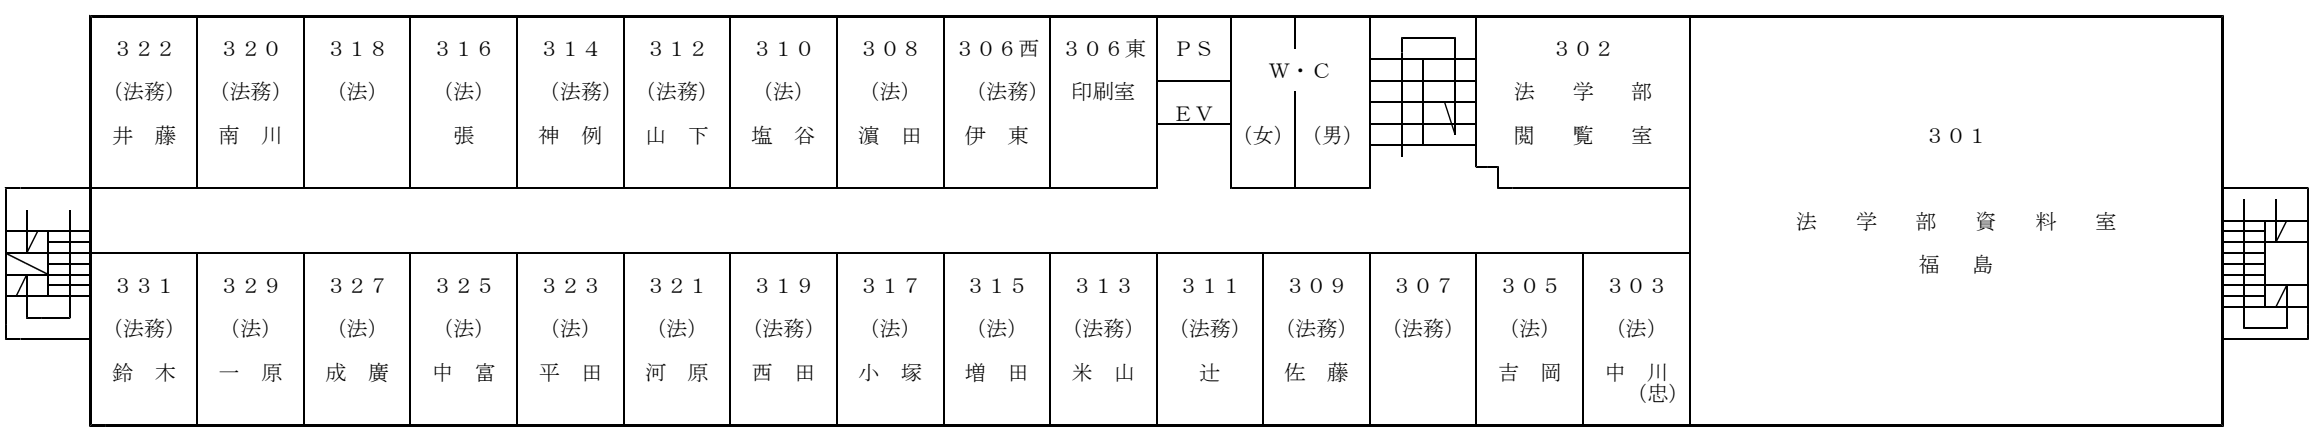 ３２２ ３２０ ３１８ ３１６ ３１４ ３１２ ３１０ ３０８ ３０６西 ３０６東 ＰＳ ３０２
（法務） （法務） （法） （法） （法務） （法務） （法） （法） （法務） 印刷室 ＥＶ Ｗ・Ｃ 法　学　部
井　藤 南　川 張 神　例 山　下 塩　谷 濵　田 伊　東 （女） （男） 閲　覧　室 ３０１
法　学　部　資　料　室
福　島
３３１ ３２９ ３２７ ３２５ ３２３ ３２１ ３１９ ３１７ ３１５ ３１３ ３１１ ３０９ ３０７ ３０５ ３０３
（法務） （法） （法） （法） （法） （法） （法務） （法） （法） （法務） （法務） （法務） （法務） （法） （法）
鈴　木 一　原 成　廣 中　富 平　田 河　原 西　田 小　塚 増　田 米　山 辻 佐　藤 吉　岡 中　川
（忠）